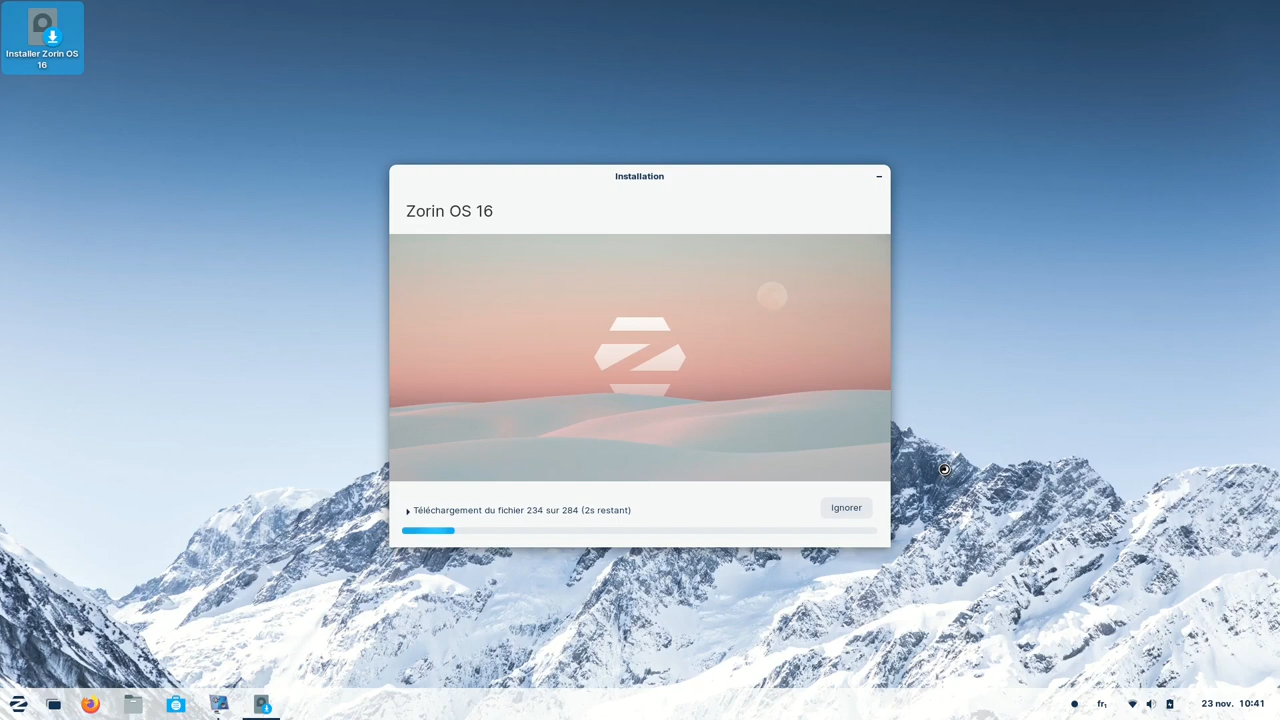 Installer Zorin OS
16
Installation
Zorin OS 16
Téléchargement du fichier 234 sur 284 (2s restant)
Ignorer
fr₁
23 nov. 10:41